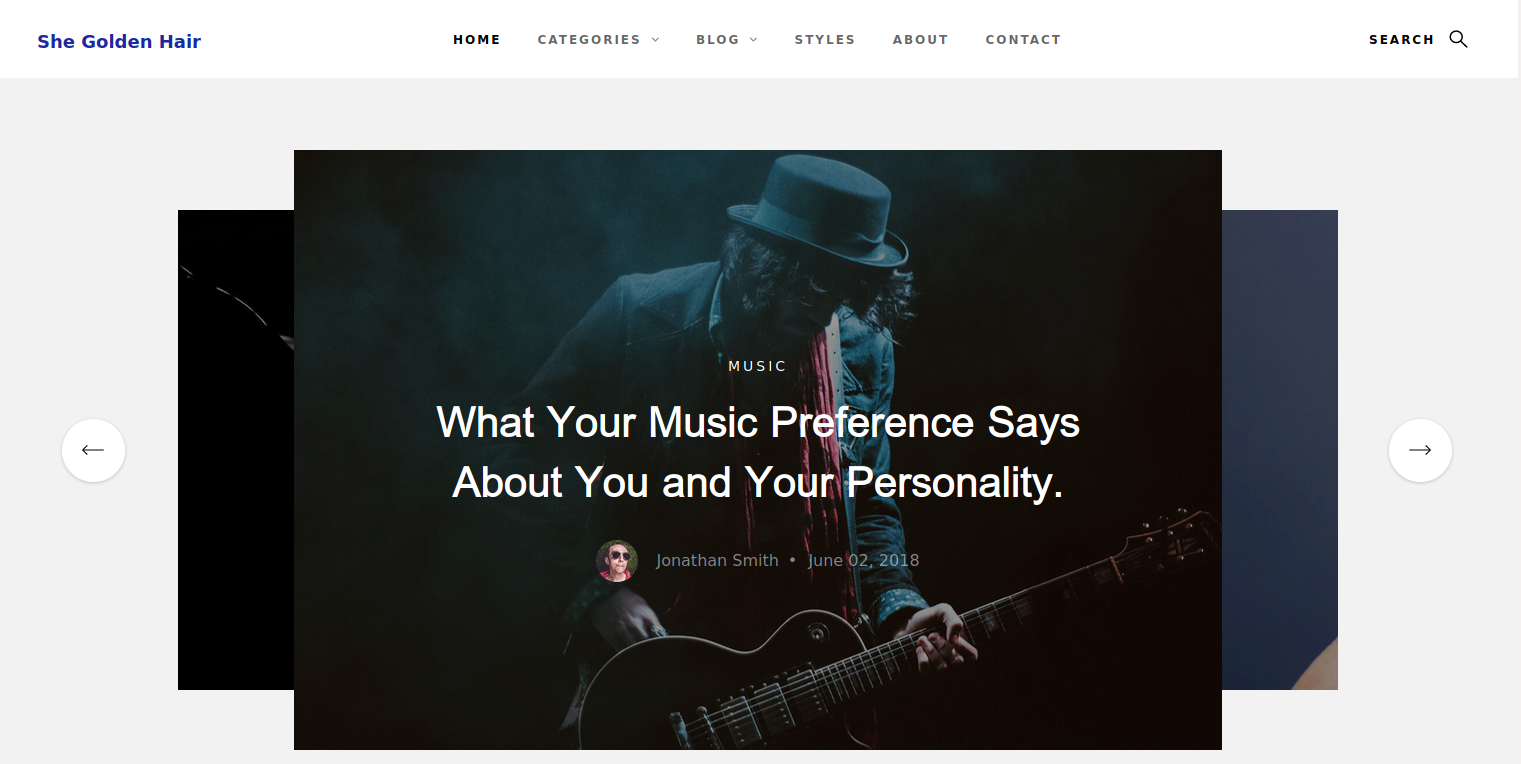 She Golden Hair
HOME CATEGORIES BLOG STYLES ABOUT CONTACT
SEARCH
MUSIC
What Your Music Preference Says
About You and Your Personality.
Jonathan Smith • June 02, 2018